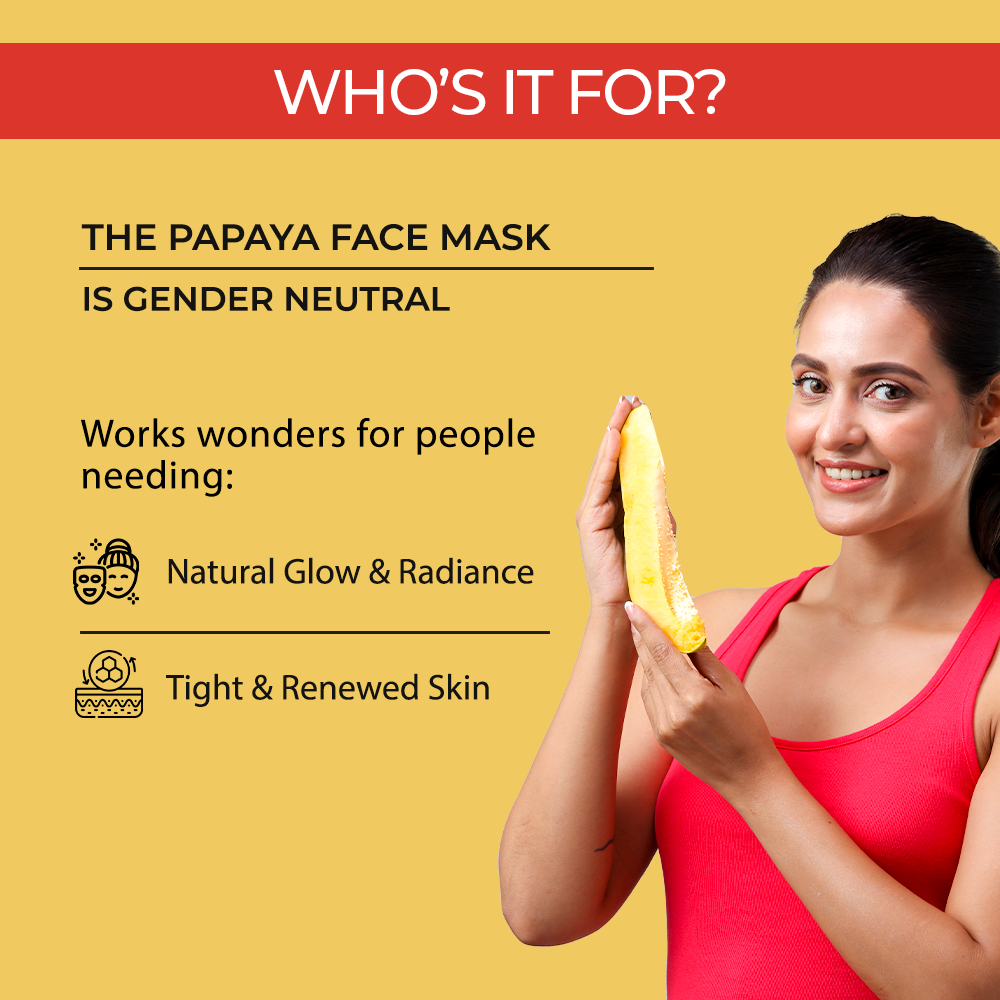 WHO'S IT FOR?
THE PAPAYA FACE MASK
IS GENDER NEUTRAL
Works wonders for people
needing:
Natural Glow & Radiance
Tight & Renewed Skin